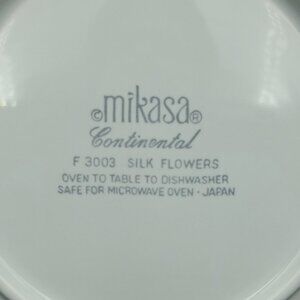 ©mikasa®
Continental
F 3003 SILK FLOWERS
OVEN TO TABLE TO DISHWASHER
SAFE FOR MICROWAVE OVEN · JAPAN